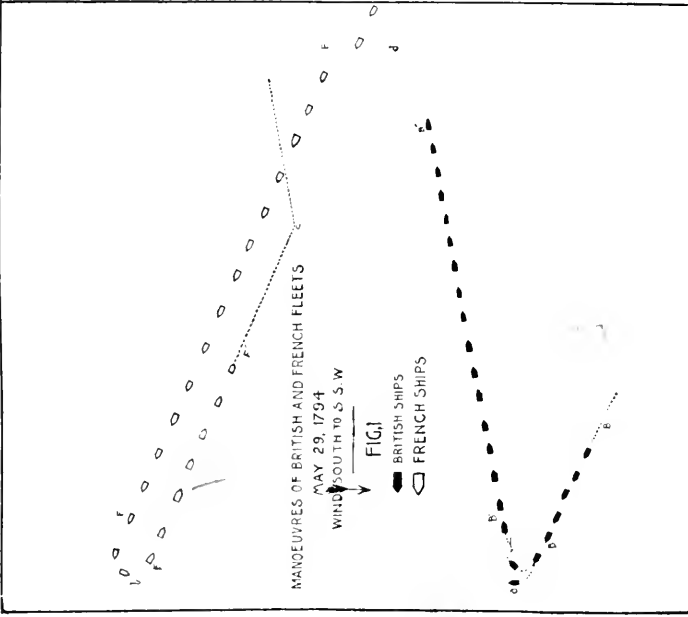 MANOEUVRES OF BRITISH AND FRENCH FLEETS
MAY 29, 1794
WIND SOUTH TO S S.W
FIG.1
BRITISH SHIPS
FRENCH SHIPS
F
F
F
F
B
B
B
B
C
d